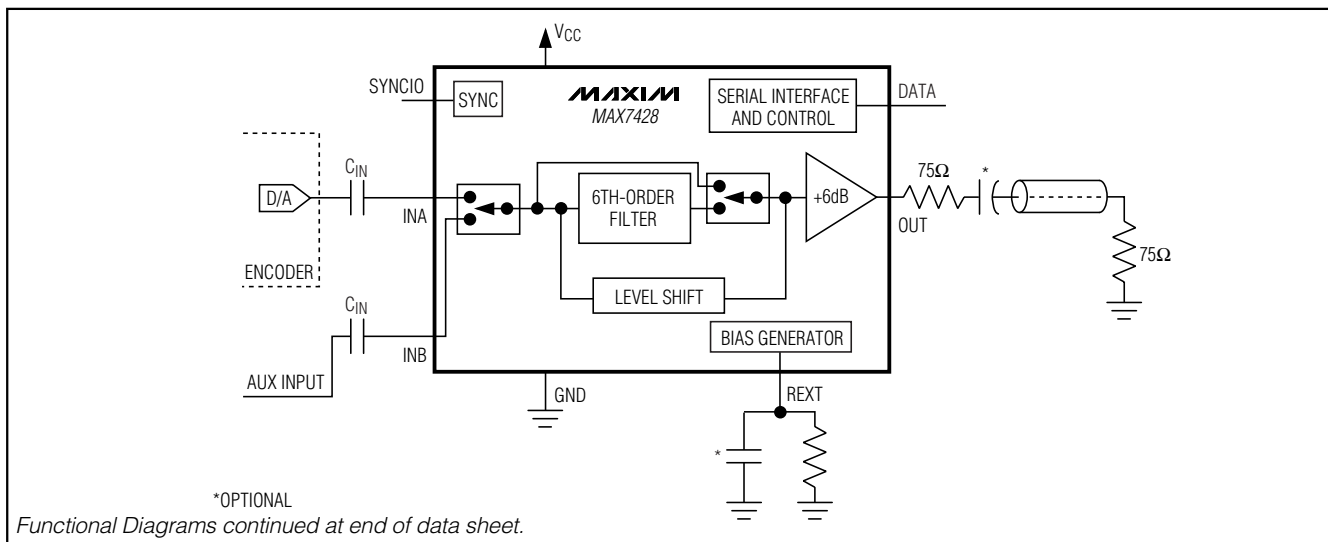 VCC
SYNCIO
SYNC
MAXIM
MAX7428
SERIAL INTERFACE
AND CONTROL
DATA
D/A
CIN
INA
6TH-ORDER
FILTER
+6dB
OUT
75Ω
*
75Ω
ENCODER
LEVEL SHIFT
CIN
INB
AUX INPUT
BIAS GENERATOR
GND
REXT
*
*OPTIONAL
Functional Diagrams continued at end of data sheet.